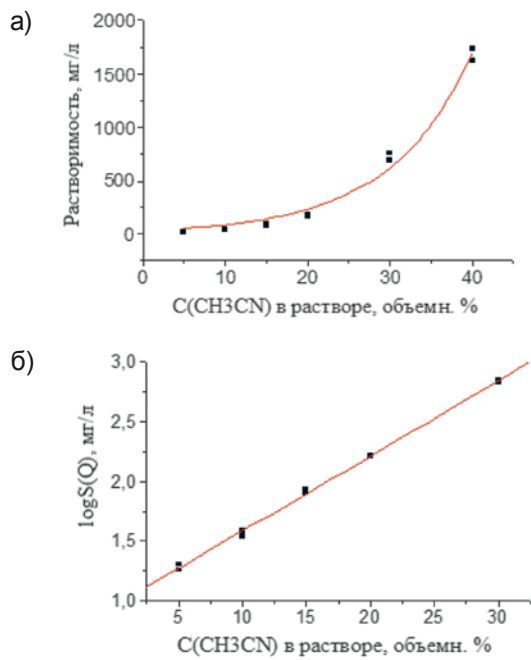 а)
2000
1500
1000
500
0
Растворимость, мг/л
0 10 20 30 40
C(CH3CN) в растворе, объемн. %
б)
3,0
2,5
2,0
1,5
1,0
logS(Q), мг/л
5 10 15 20 25 30
C(CH3CN) в растворе, объемн. %